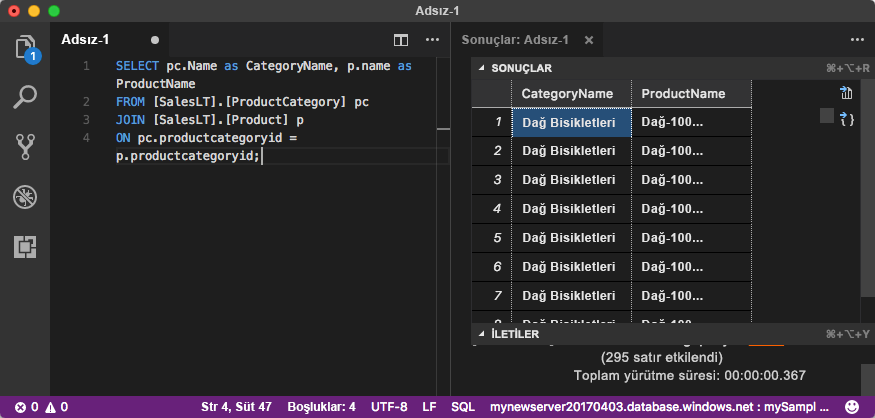 Adsız-1
Adsız-1
1
1 SELECT pc.Name as CategoryName, p.name as
ProductName
2 FROM [SalesLT].[ProductCategory] pc
3 JOIN [SalesLT].[Product] p
4 ON pc.productcategoryid =
p.productcategoryid;
Sonuçlar: Adsız-1
SONUÇLAR ⌘+⌥+R
CategoryName ProductName
1 Dağ Bisikletleri Dağ-100...
2 Dağ Bisikletleri Dağ-100...
3 Dağ Bisikletleri Dağ-100...
4 Dağ Bisikletleri Dağ-100...
5 Dağ Bisikletleri Dağ-100...
6 Dağ Bisikletleri Dağ-100...
7 Dağ Bisikletleri Dağ-100...
8 Dağ Bisikletleri Dağ-100...
İLETİLER ⌘+⌥+Y
(295 satır etkilendi)
Toplam yürütme süresi: 00:00:00.367
0 0 Str 4, Süt 47 Boşluklar: 4 UTF-8 LF SQL mynewserver20170403.database.windows.net : mySampl ...